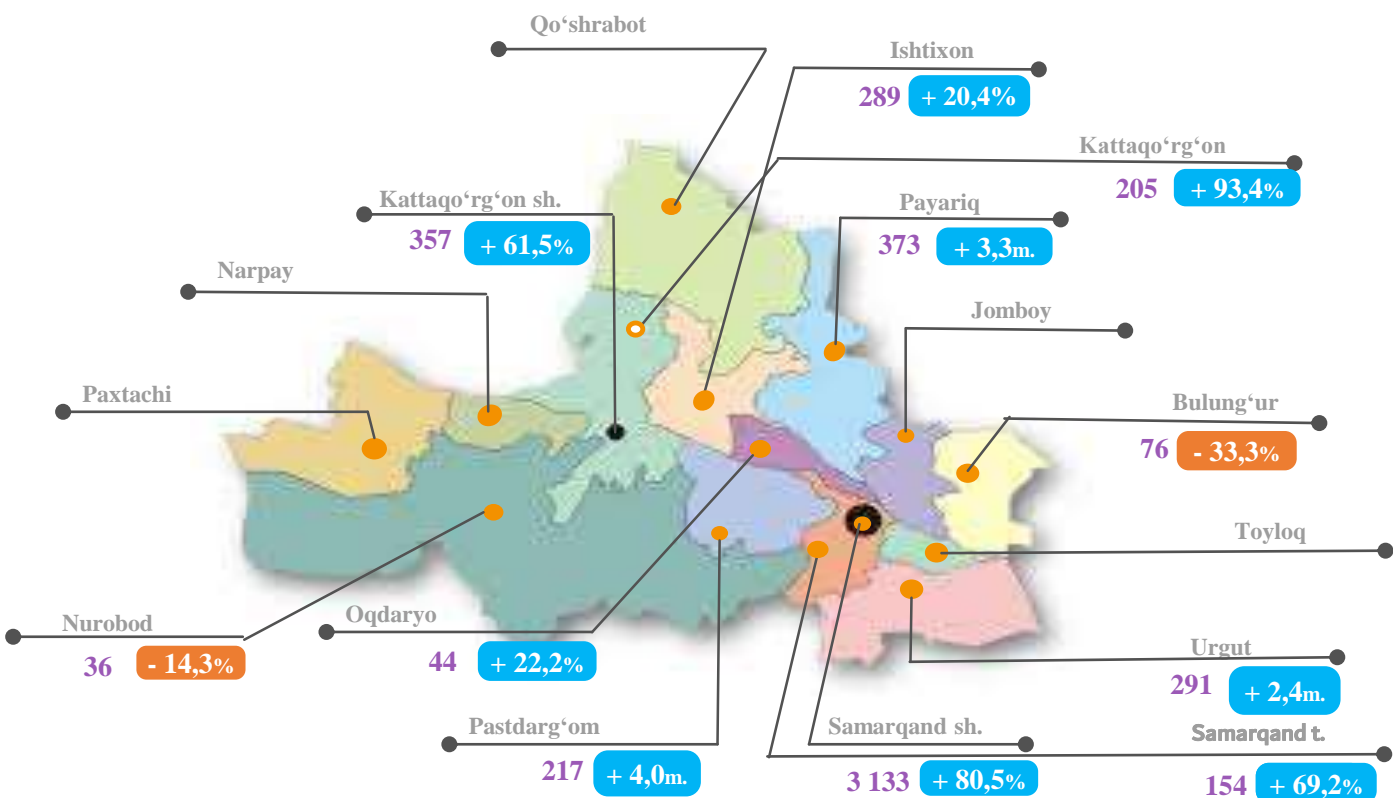 Qo‘shrabot
Ishtixon
289 + 20,4%
Kattaqo‘rg‘on
205 + 93,4%
Kattaqo‘rg‘on sh.
357 + 61,5%
Payariq
373 + 3,3m.
Narpay
Jomboy
Paxtachi
Bulung‘ur
76 - 33,3%
Toyloq
Nurobod
36 - 14,3%
Oqdaryo
44 + 22,2%
Urgut
291 + 2,4m.
Pastdarg‘om
217 + 4,0m.
Samarqand sh.
3 133 + 80,5%
Samarqand t.
154 + 69,2%